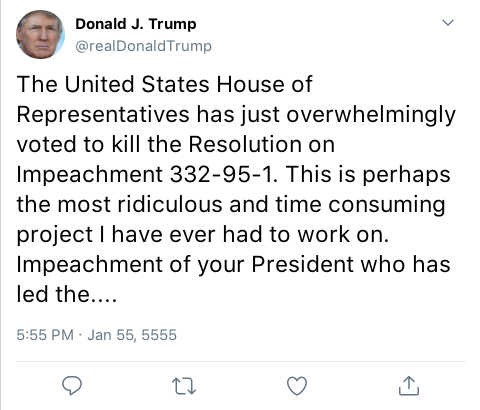 Donald J. Trump
@realDonaldTrump
The United States House of
Representatives has just overwhelmingly
voted to kill the Resolution on
Impeachment 332-95-1. This is perhaps
the most ridiculous and time consuming
project I have ever had to work on.
Impeachment of your President who has
led the....
5:55 PM · Jan 55, 5555